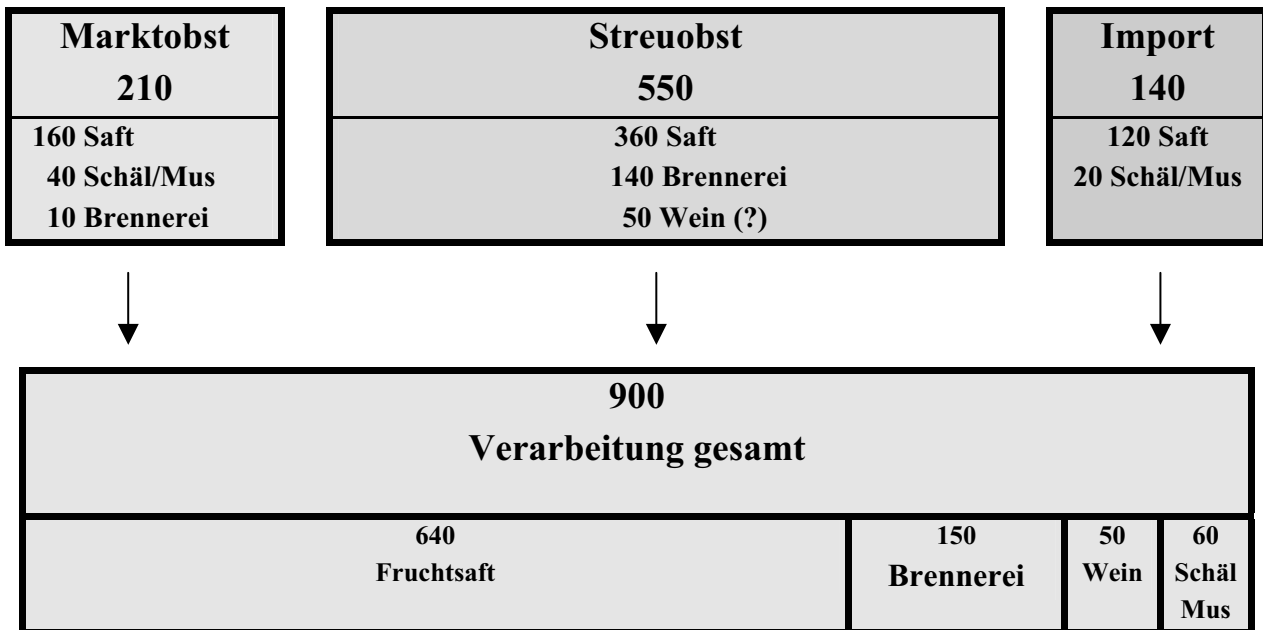 Marktobst
210
160 Saft
40 Schäl/Mus
10 Brennerei
Streuobst
550
360 Saft
140 Brennerei
50 Wein (?)
Import
140
120 Saft
20 Schäl/Mus
900
Verarbeitung gesamt
640
Fruchtsaft
150
Brennerei
50
Wein
60
Schäl
Mus